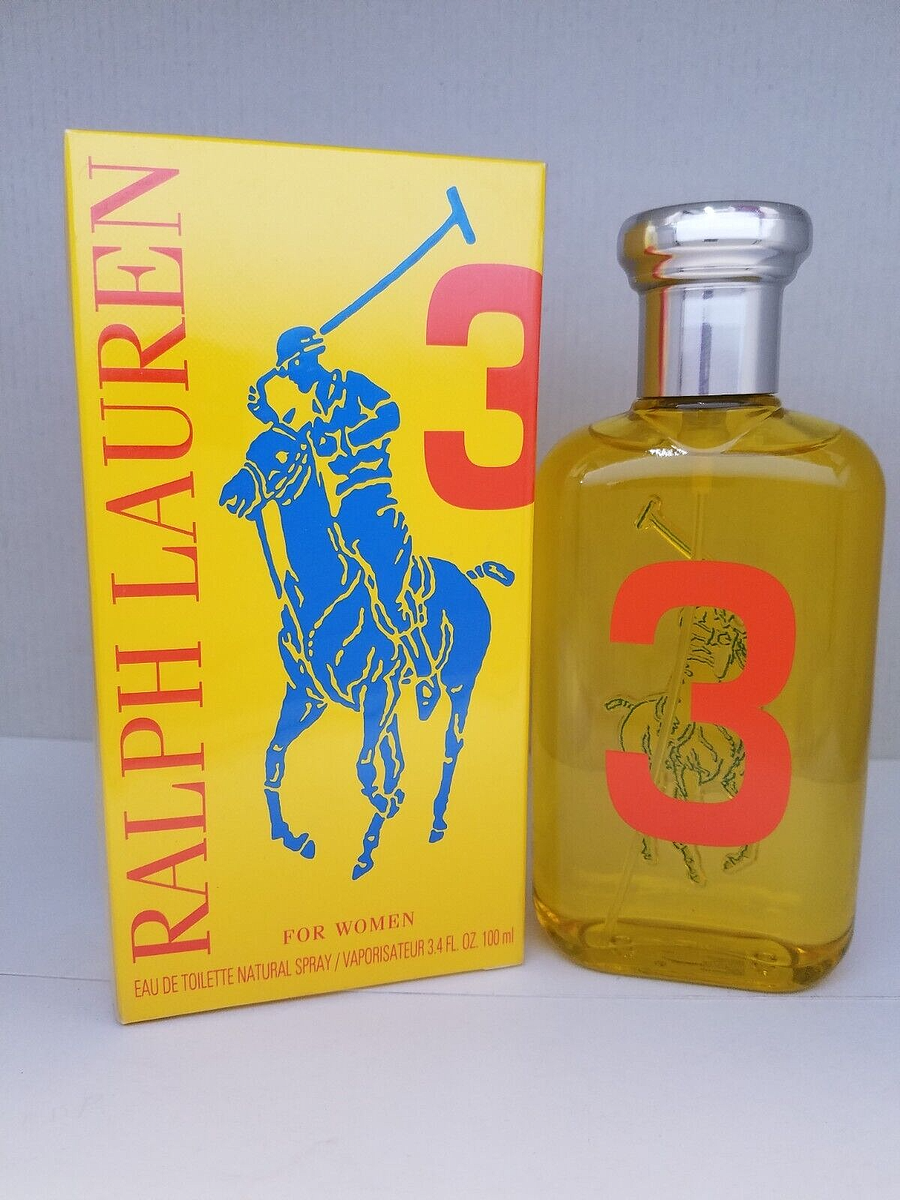 RALPH LAUREN
3
FOR WOMEN
EAU DE TOILETTE NATURAL SPRAY / VAPORISATEUR 3.4 FL. OZ. 100 ml
3